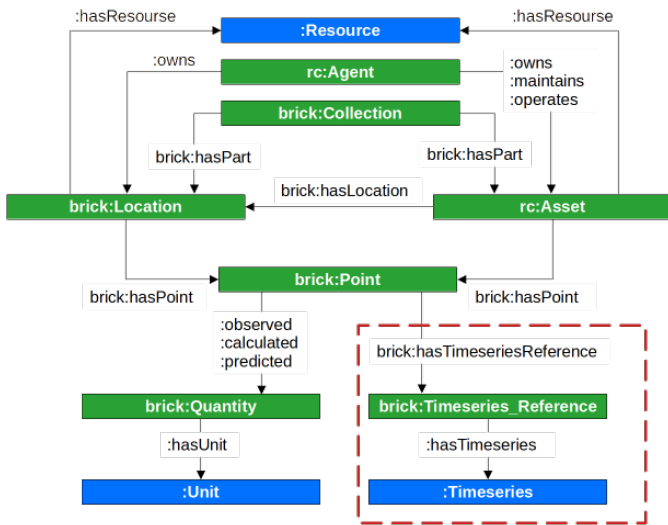 :hasResourse
:hasResourse
:Resource
:owns
rc:Agent
:owns
:maintains
:operates
brick:Collection
brick:hasPart
brick:hasPart
brick:hasLocation
brick:Location
rc:Asset
brick:Point
brick:hasPoint
brick:hasPoint
:observed
:calculated
:predicted
brick:hasTimeseriesReference
brick:Quantity
brick:Timeseries_Reference
:hasUnit
:hasTimeseries
:Unit
:Timeseries